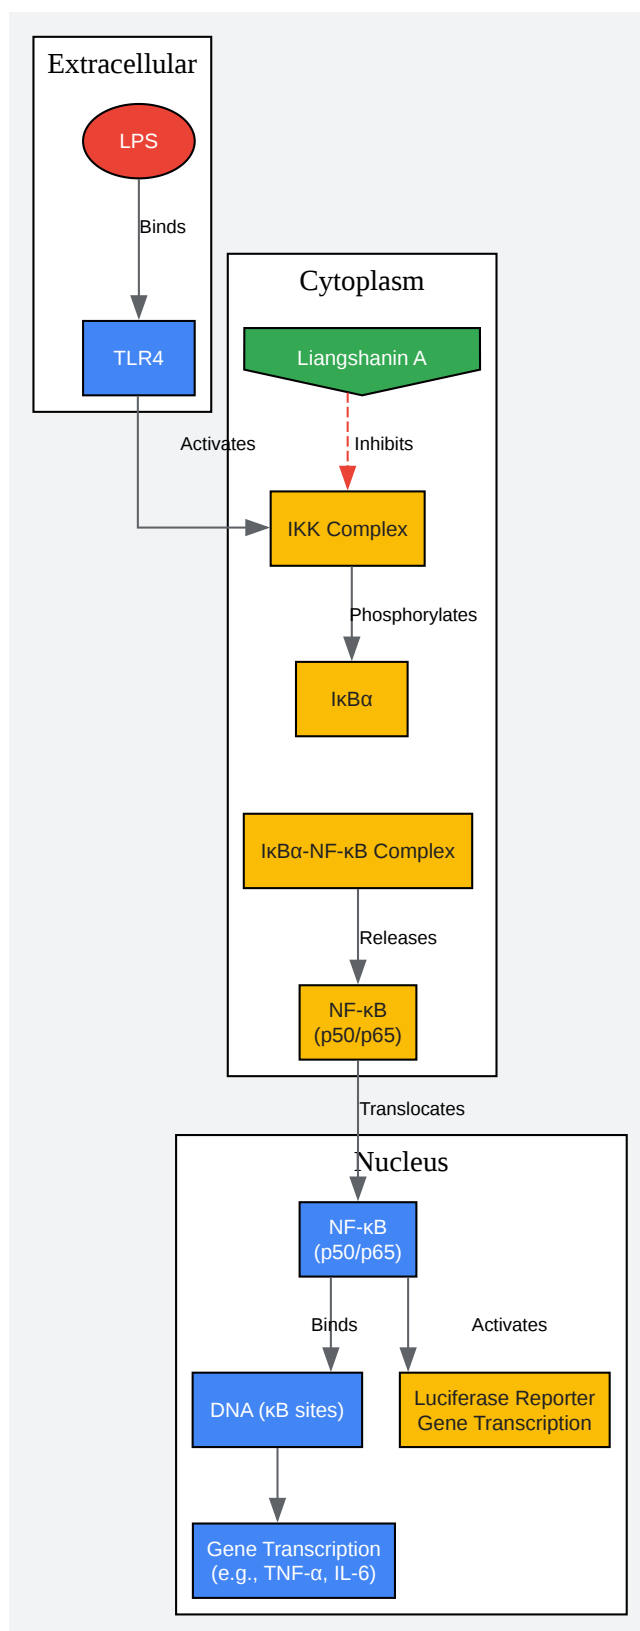 Extracellular
LPS
Binds
TLR4
Cytoplasm
Liangshanin A
Activates
Inhibits
IKK Complex
Phosphorylates
IκBα
IκBα-NF-κB Complex
Releases
NF-κB
(p50/p65)
Translocates
Nucleus
NF-κB
(p50/p65)
Binds
Activates
DNA (κB sites)
Luciferase Reporter
Gene Transcription
Gene Transcription
(e.g., TNF-α, IL-6)